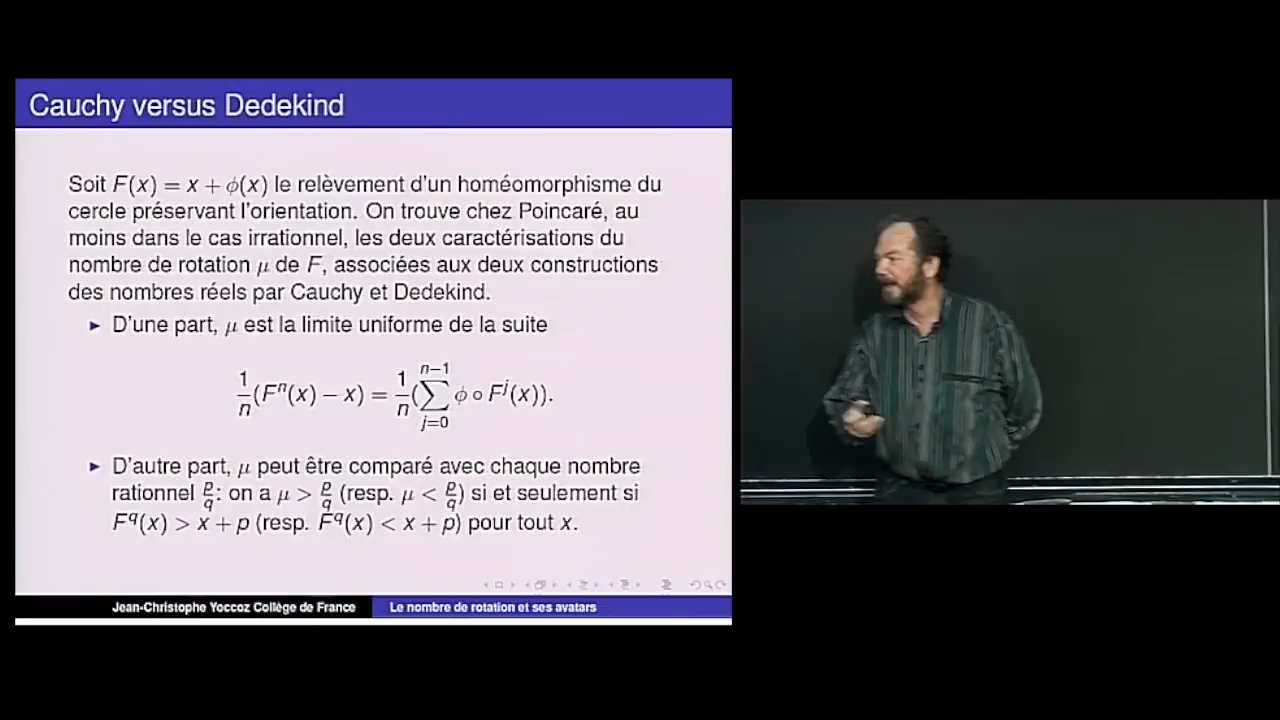 Cauchy versus Dedekind
Soit F(x) = x + ϕ(x) le relèvement d'un homéomorphisme du
cercle préservant l'orientation. On trouve chez Poincaré, au
moins dans le cas irrationnel, les deux caractérisations du
nombre de rotation μ de F, associées aux deux constructions
des nombres réels par Cauchy et Dedekind.
► D'une part, μ est la limite uniforme de la suite
1/n (Fⁿ(x) − x) = 1/n (∑_{j=0}^{n−1} ϕ ∘ Fʲ(x)).
► D'autre part, μ peut être comparé avec chaque nombre
rationnel p/q: on a μ > p/q (resp. μ < p/q) si et seulement si
F^q(x) > x + p (resp. F^q(x) < x + p) pour tout x.
Jean-Christophe Yoccoz Collège de France
Le nombre de rotation et ses avatars